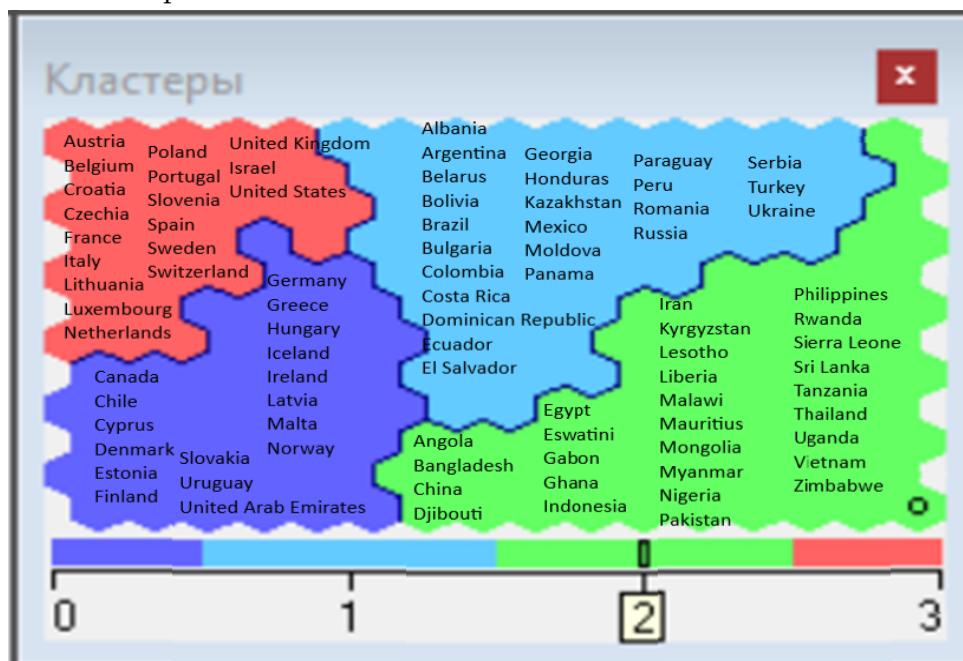 Кластеры
Austria
Belgium
Croatia
Czechia
France
Italy
Lithuania
Luxembourg
Netherlands
Poland
Portugal
Slovenia
Spain
Sweden
Switzerland
United Kingdom
Israel
United States
Albania
Argentina
Belarus
Bolivia
Brazil
Bulgaria
Colombia
Costa Rica
Dominican Republic
Ecuador
El Salvador
Georgia
Honduras
Kazakhstan
Mexico
Moldova
Panama
Paraguay
Peru
Romania
Russia
Serbia
Turkey
Ukraine
Canada
Chile
Cyprus
Denmark
Estonia
Finland
Slovakia
Uruguay
United Arab Emirates
Germany
Greece
Hungary
Iceland
Ireland
Latvia
Malta
Norway
Angola
Bangladesh
China
Djibouti
Egypt
Eswatini
Gabon
Ghana
Indonesia
Iran
Kyrgyzstan
Lesotho
Liberia
Malawi
Mauritius
Mongolia
Myanmar
Nigeria
Pakistan
Philippines
Rwanda
Sierra Leone
Sri Lanka
Tanzania
Thailand
Uganda
Vietnam
Zimbabwe
0 1 2 3